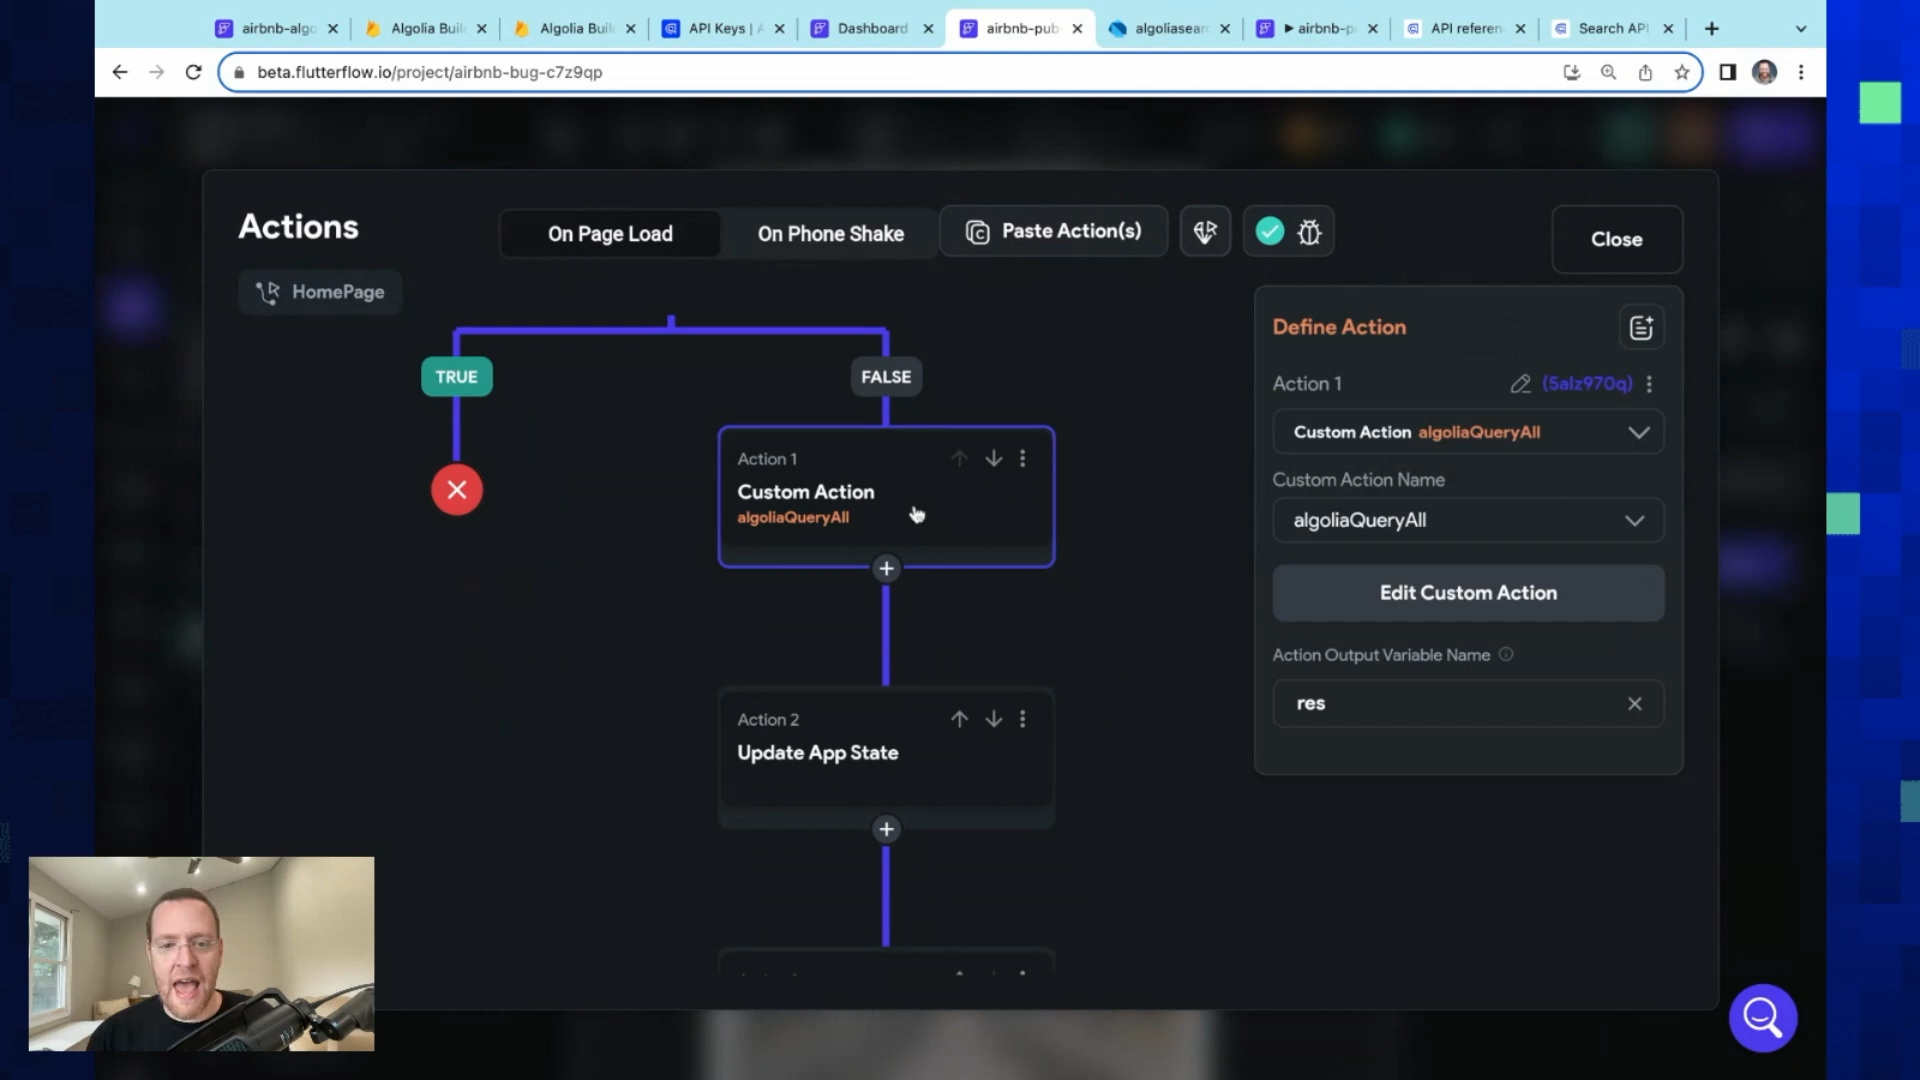 airbnb-algo
Algolia Buil
Algolia Buil
API Keys | A
Dashboard
airbnb-pub
algoliasear
airbnb-p
API referen
Search API
beta.flutterflow.io/project/airbnb-bug-c7z9qp
Actions
On Page Load
On Phone Shake
Paste Action(s)
Close
HomePage
TRUE
FALSE
Action 1
Custom Action
algoliaQueryAll
Action 2
Update App State
Define Action
Action 1
(5alz970q)
Custom Action algoliaQueryAll
Custom Action Name
algoliaQueryAll
Edit Custom Action
Action Output Variable Name
res